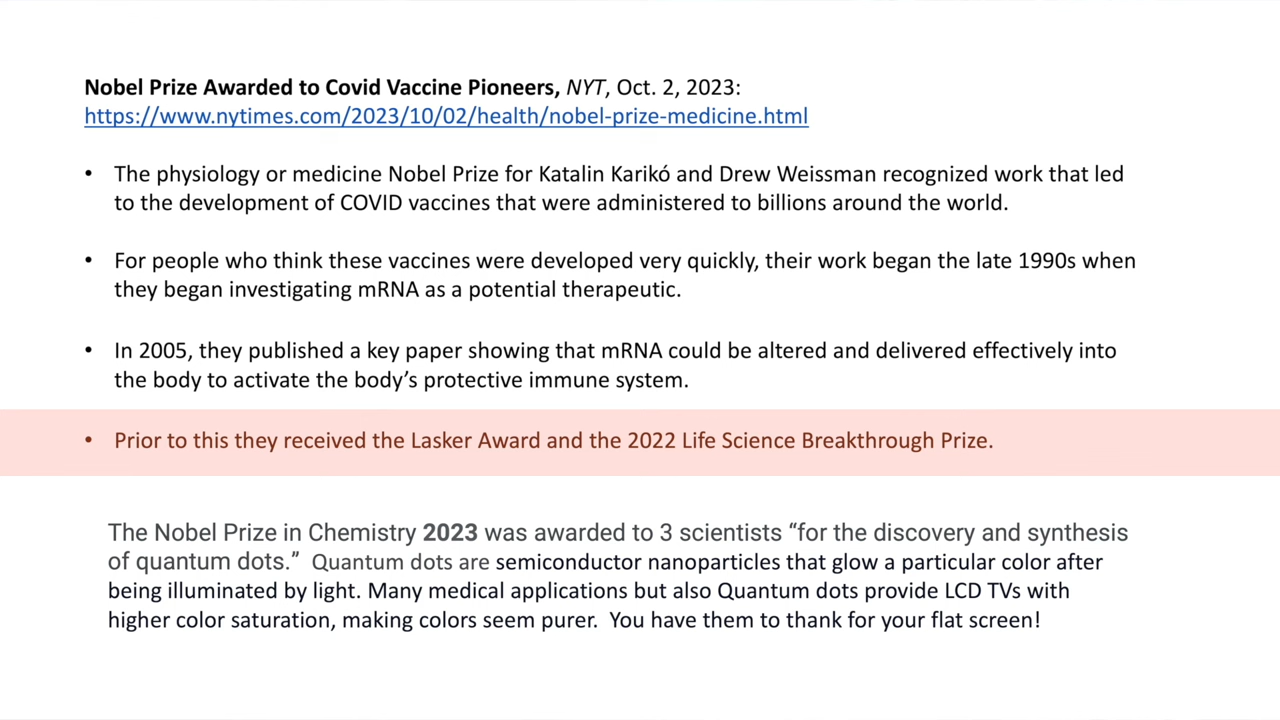 Nobel Prize Awarded to Covid Vaccine Pioneers, NYT, Oct. 2, 2023:
https://www.nytimes.com/2023/10/02/health/nobel-prize-medicine.html
• The physiology or medicine Nobel Prize for Katalin Karikó and Drew Weissman recognized work that led
to the development of COVID vaccines that were administered to billions around the world.
• For people who think these vaccines were developed very quickly, their work began the late 1990s when
they began investigating mRNA as a potential therapeutic.
• In 2005, they published a key paper showing that mRNA could be altered and delivered effectively into
the body to activate the body’s protective immune system.
• Prior to this they received the Lasker Award and the 2022 Life Science Breakthrough Prize.
The Nobel Prize in Chemistry 2023 was awarded to 3 scientists “for the discovery and synthesis
of quantum dots.” Quantum dots are semiconductor nanoparticles that glow a particular color after
being illuminated by light. Many medical applications but also Quantum dots provide LCD TVs with
higher color saturation, making colors seem purer. You have them to thank for your flat screen!